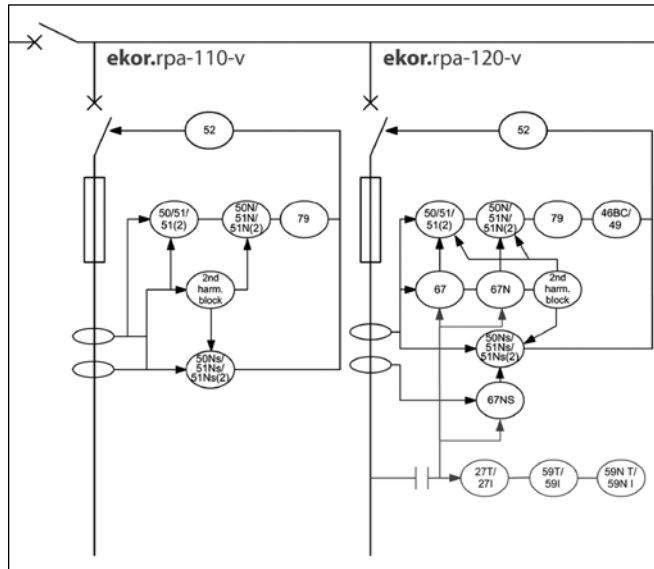 ekor.rpa-110-v
52
50/51/
51(2)
50N/
51N/
51N(2)
79
2nd
harm.
block
50Ns/
51Ns/
51Ns(2)
ekor.rpa-120-v
52
50/51/
51(2)
50N/
51N/
51N(2)
79
46BC/
49
67
67N
2nd
harm.
block
50Ns/
51Ns/
51Ns(2)
67NS
27T/
27I
59T/
59I
59N T/
59N I